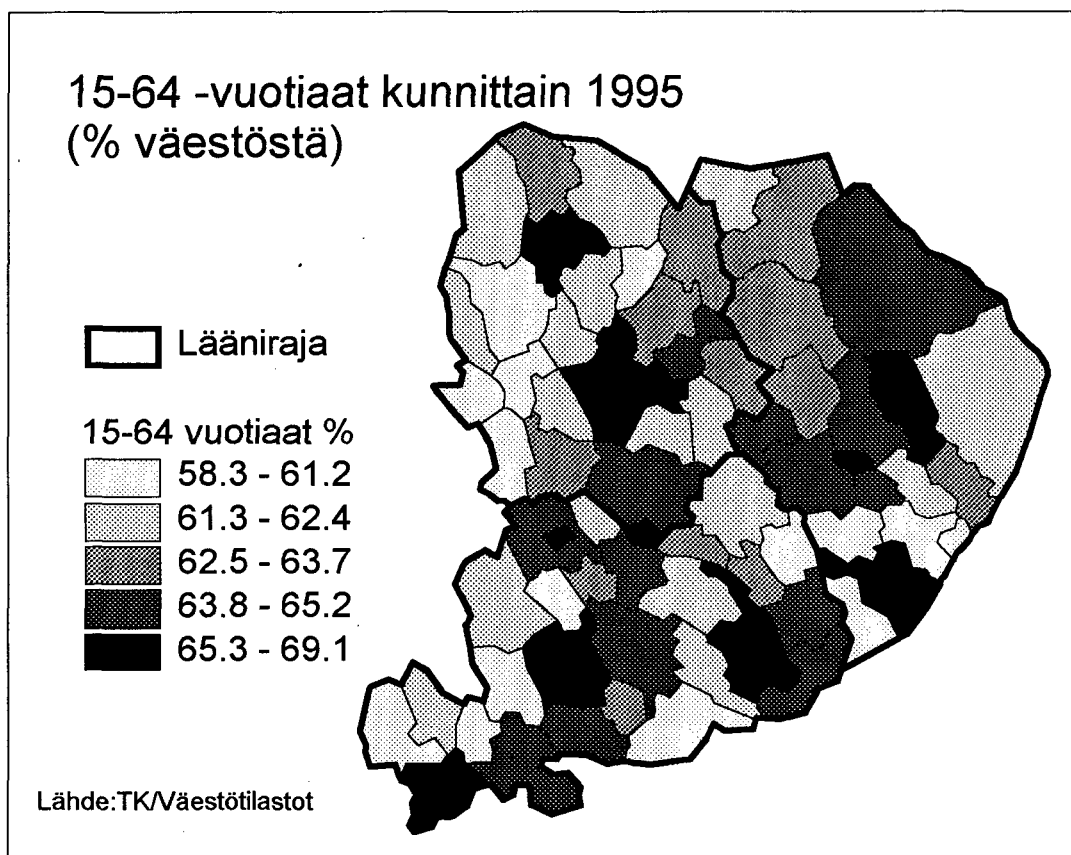 15-64 -vuotiaat kunnittain 1995
(% väestöstä)
Lääniraja
15-64 vuotiaat %
58.3 - 61.2
61.3 - 62.4
62.5 - 63.7
63.8 - 65.2
65.3 - 69.1
Lähde:TK/Väestötilastot